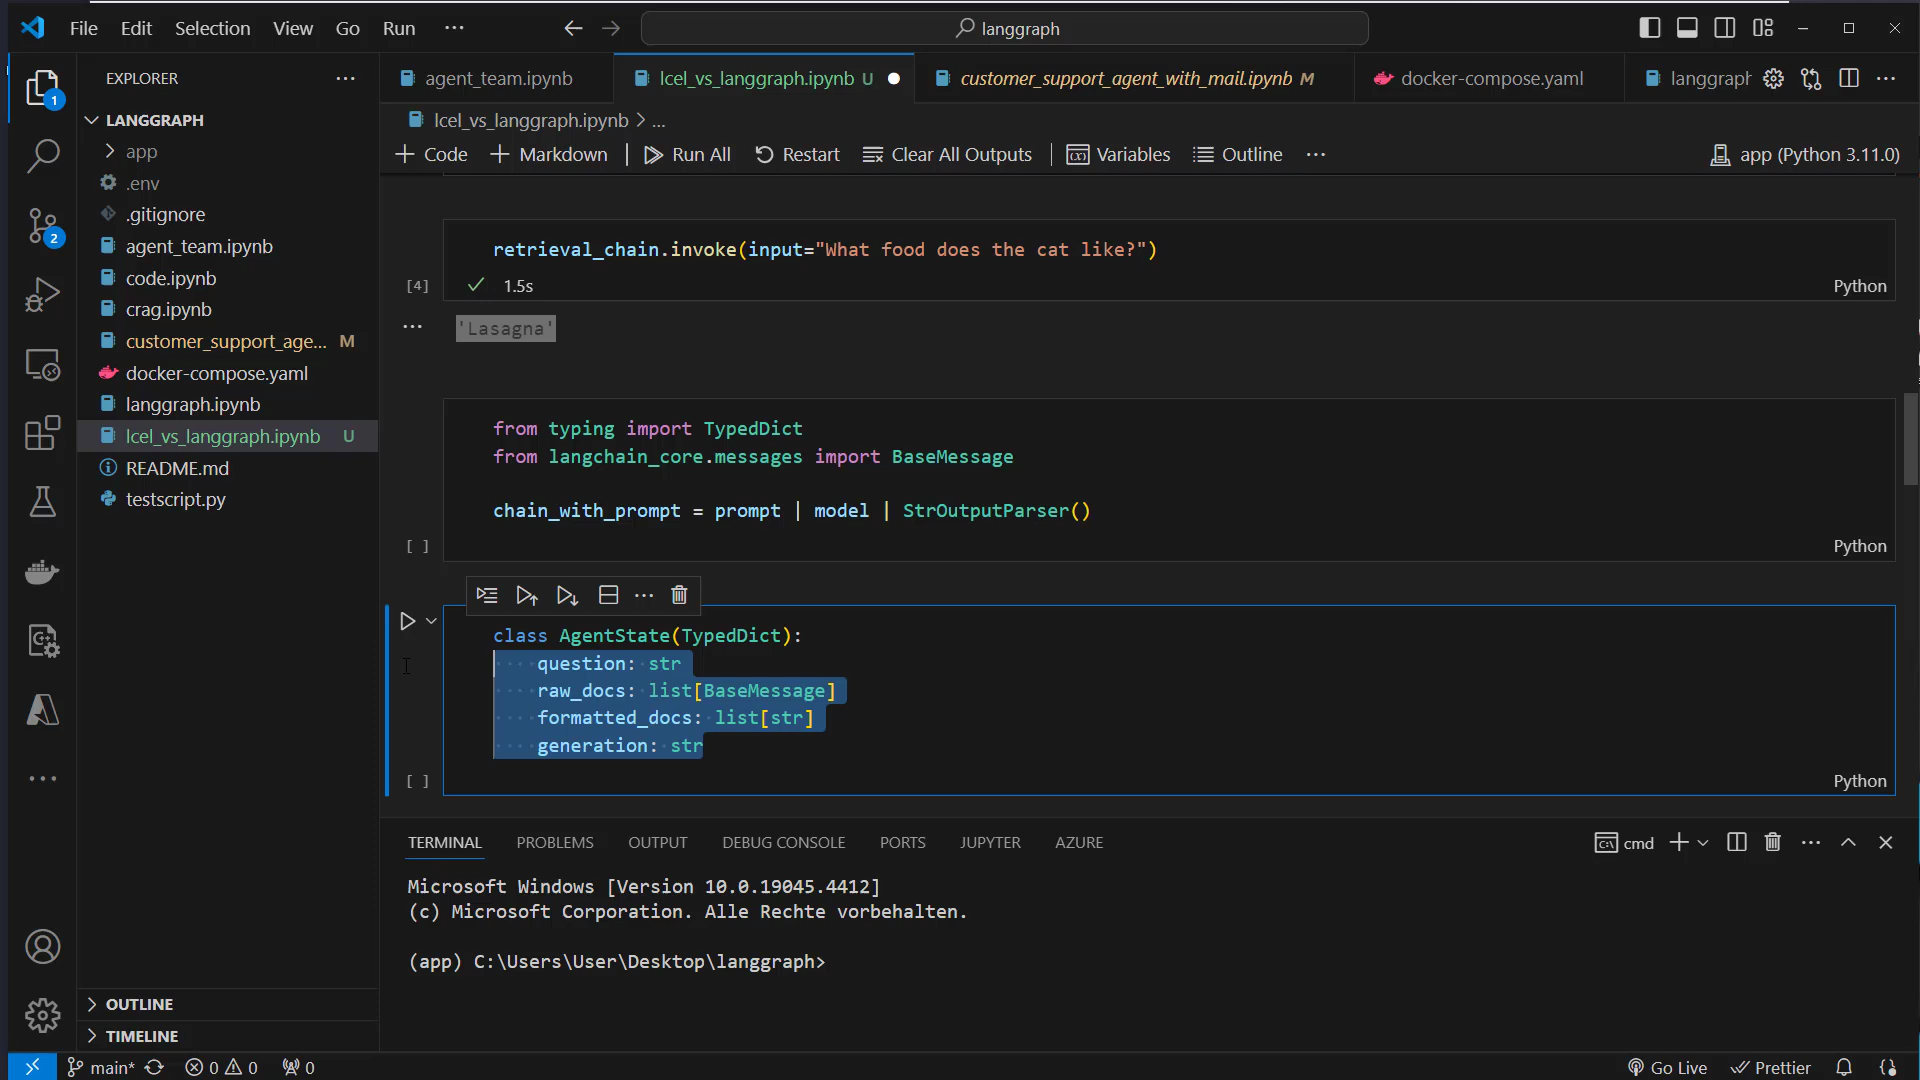 File Edit Selection View Go Run ···
langgraph
EXPLORER ···
agent_team.ipynb
lcel_vs_langgraph.ipynb U
customer_support_agent_with_mail.ipynb M
docker-compose.yaml
langgraph
LANGGRAPH
lcel_vs_langgraph.ipynb > ...
app
.env
.gitignore
agent_team.ipynb
code.ipynb
crag.ipynb
customer_support_age... M
docker-compose.yaml
langgraph.ipynb
lcel_vs_langgraph.ipynb U
README.md
testscript.py
OUTLINE
TIMELINE
1
2
+ Code + Markdown Run All Restart Clear All Outputs Variables Outline ···
app (Python 3.11.0)
retrieval_chain.invoke(input="What food does the cat like?")
[4] 1.5s
Python
'Lasagna'
from typing import TypedDict
from langchain_core.messages import BaseMessage
chain_with_prompt = prompt | model | StrOutputParser()
[ ]
Python
class AgentState(TypedDict):
question: str
raw_docs: list[BaseMessage]
formatted_docs: list[str]
generation: str
[ ]
Python
TERMINAL PROBLEMS OUTPUT DEBUG CONSOLE PORTS JUPYTER AZURE
cmd
Microsoft Windows [Version 10.0.19045.4412]
(c) Microsoft Corporation. Alle Rechte vorbehalten.
(app) C:\Users\User\Desktop\langgraph>
main* 0 0 0
Go Live Prettier